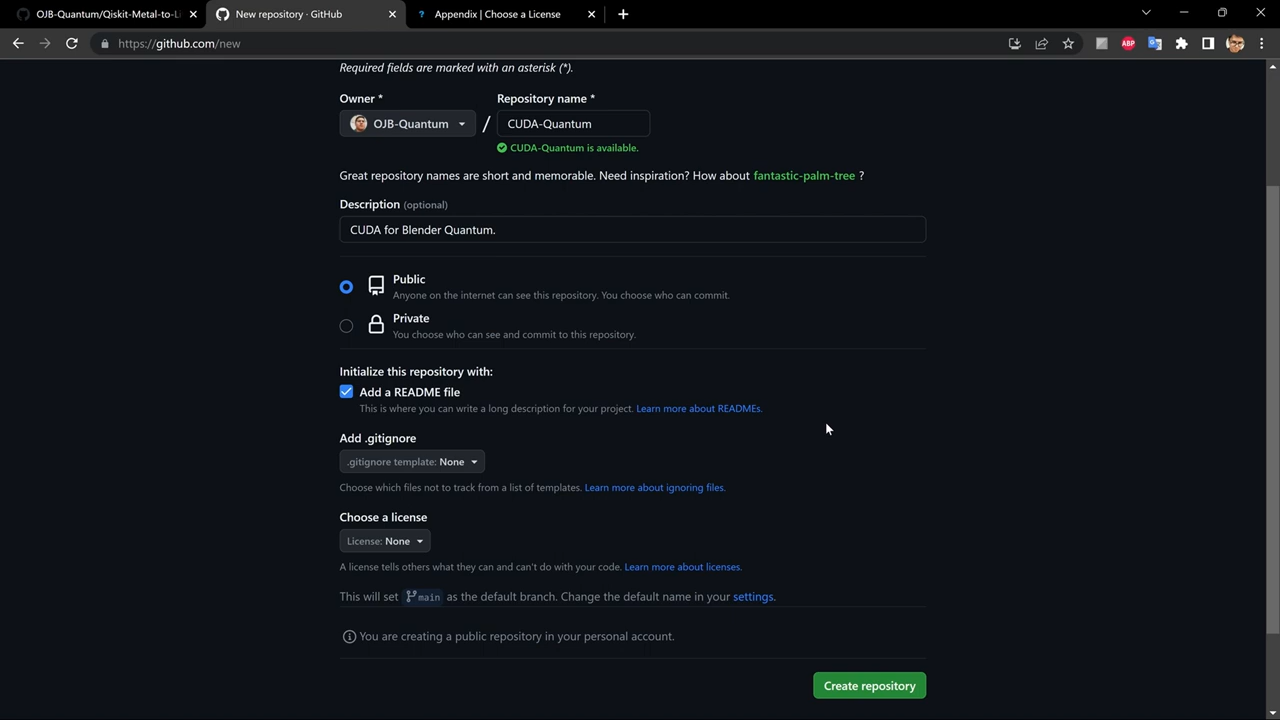 OJB-Quantum/Qiskit-Metal-to-Li
New repository · GitHub
? Appendix | Choose a License
https://github.com/new
ABP
Required fields are marked with an asterisk (*).
Owner *
Repository name *
OJB-Quantum
/
CUDA-Quantum
CUDA-Quantum is available.
Great repository names are short and memorable. Need inspiration? How about fantastic-palm-tree ?
Description (optional)
CUDA for Blender Quantum.
Public
Anyone on the internet can see this repository. You choose who can commit.
Private
You choose who can see and commit to this repository.
Initialize this repository with:
Add a README file
This is where you can write a long description for your project. Learn more about READMEs.
Add .gitignore
.gitignore template: None
Choose which files not to track from a list of templates. Learn more about ignoring files.
Choose a license
License: None
A license tells others what they can and can't do with your code. Learn more about licenses.
This will set main as the default branch. Change the default name in your settings.
You are creating a public repository in your personal account.
Create repository